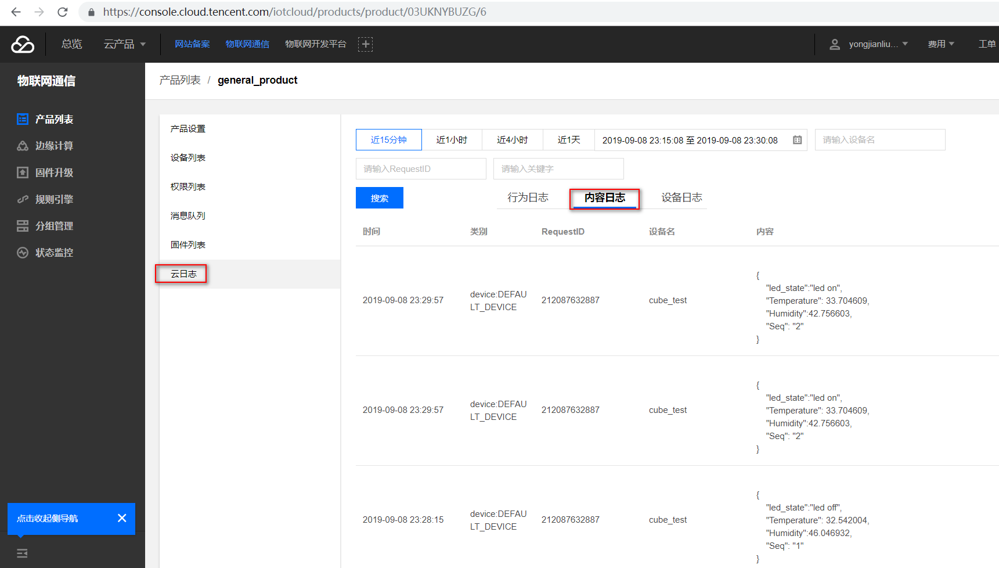 https://console.cloud.tencent.com/iotcloud/products/product/03UKNYBUZG/6
总览 云产品 网站备案 物联网通信 物联网开发平台 yongjianliu... 费用 工单
物联网通信
产品列表
边缘计算
固件升级
规则引擎
分组管理
状态监控
点击收起侧导航
产品列表 / general_product
产品设置
设备列表
权限列表
消息队列
固件列表
云日志
近15分钟 近1小时 近4小时 近1天 2019-09-08 23:15:08 至 2019-09-08 23:30:08 请输入设备名
请输入RequestID 请输入关键字
搜索 行为日志 内容日志 设备日志
时间 类别 RequestID 设备名 内容
2019-09-08 23:29:57 device:DEFAU
LT_DEVICE 212087632887 cube_test
{
"led_state":"led on",
"Temperature": 33.704609,
"Humidity":42.756603,
"Seq": "2"
}
2019-09-08 23:29:57 device:DEFAU
LT_DEVICE 212087632887 cube_test
{
"led_state":"led on",
"Temperature": 33.704609,
"Humidity":42.756603,
"Seq": "2"
}
2019-09-08 23:28:15 device:DEFAU
LT_DEVICE 212087632887 cube_test
{
"led_state":"led off",
"Temperature": 32.542004,
"Humidity":46.046932,
"Seq": "1"
}